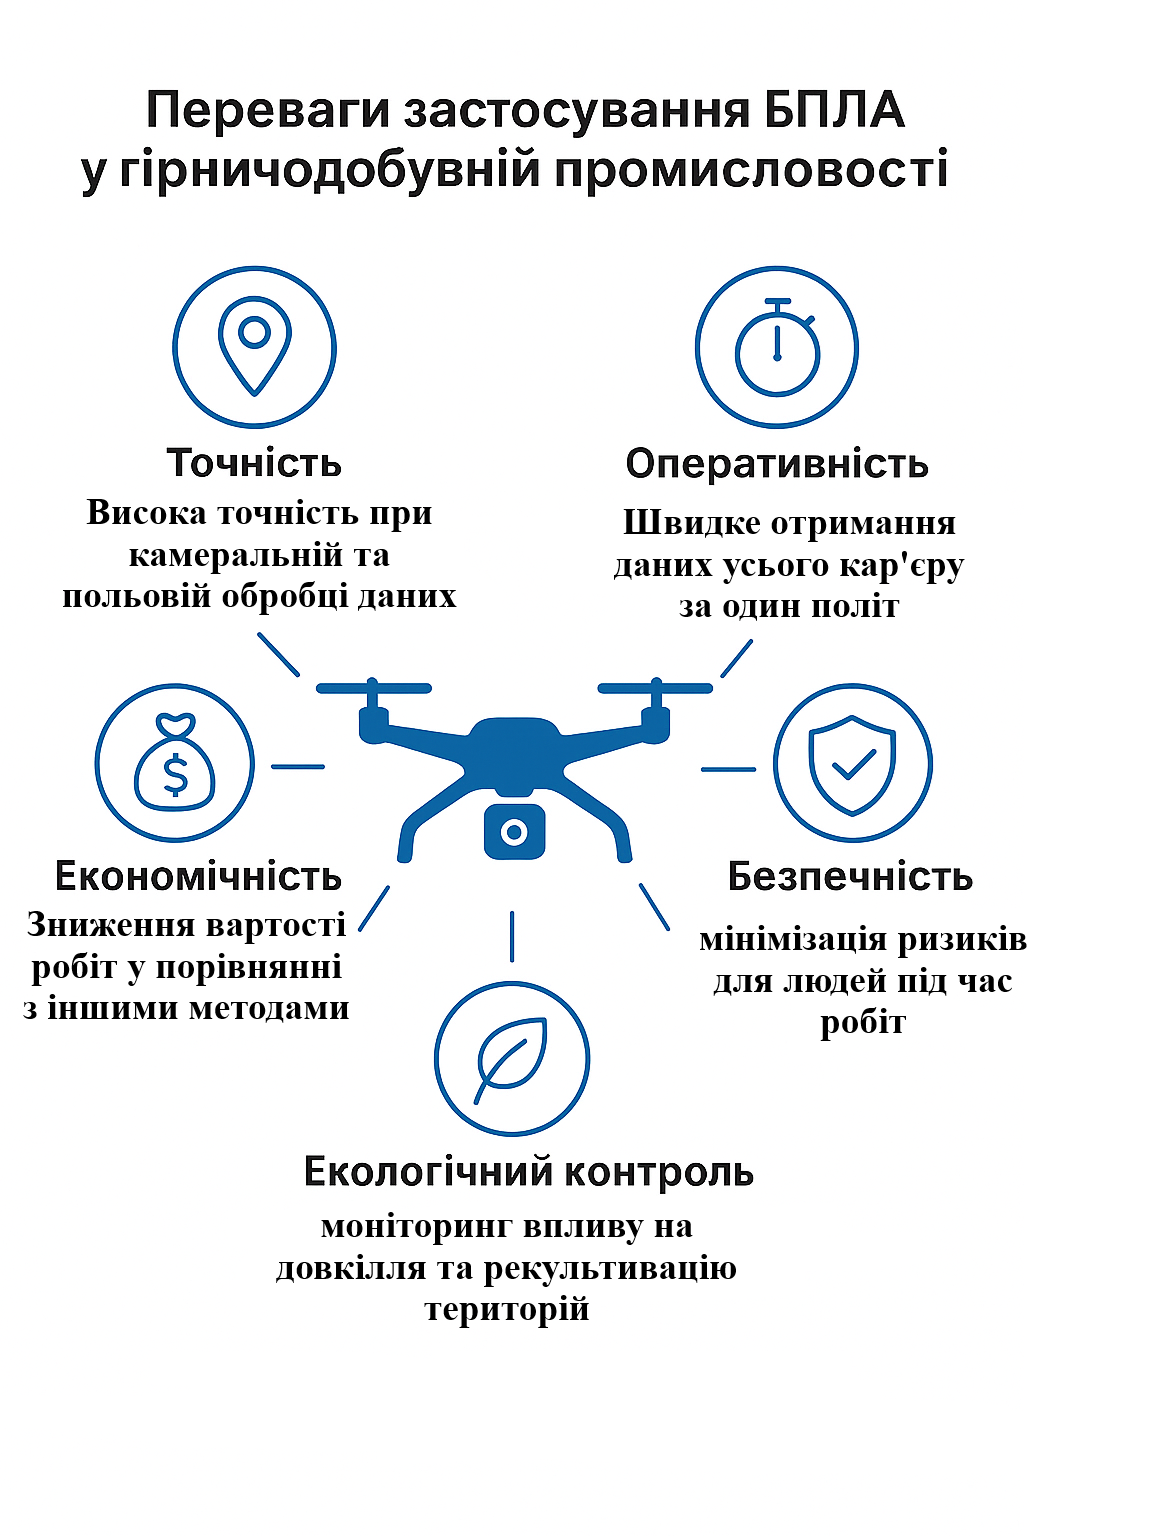 Переваги застосування БПЛА
у гірничодобувній промисловості
Точність
Висока точність при
камеральній та
польовій обробці даних
Оперативність
Швидке отримання
даних усього кар'єру
за один політ
$
Економічність
Зниження вартості
робіт у порівнянні
з іншими методами
Безпечність
мінімізація ризиків
для людей під час
робіт
Екологічний контроль
моніторинг впливу на
довкілля та рекультивацію
територій